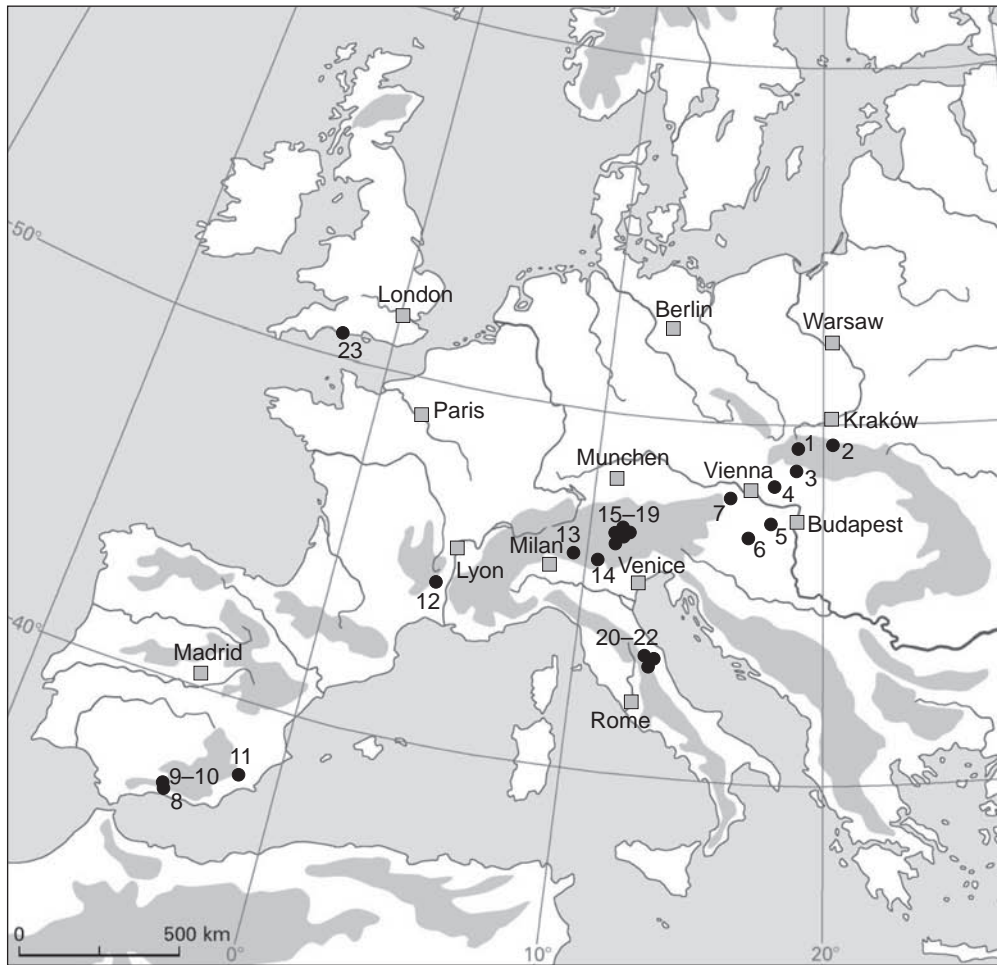 50°
London
23
Berlin
Warsaw
Paris
Kraków
1
2
Munchen
Vienna
3
4
7
15–19
5
Budapest
13
6
Milan
Lyon
14
Venice
12
40°
Madrid
20–22
Rome
11
9–10
8
0
500 km
0°
10°
20°